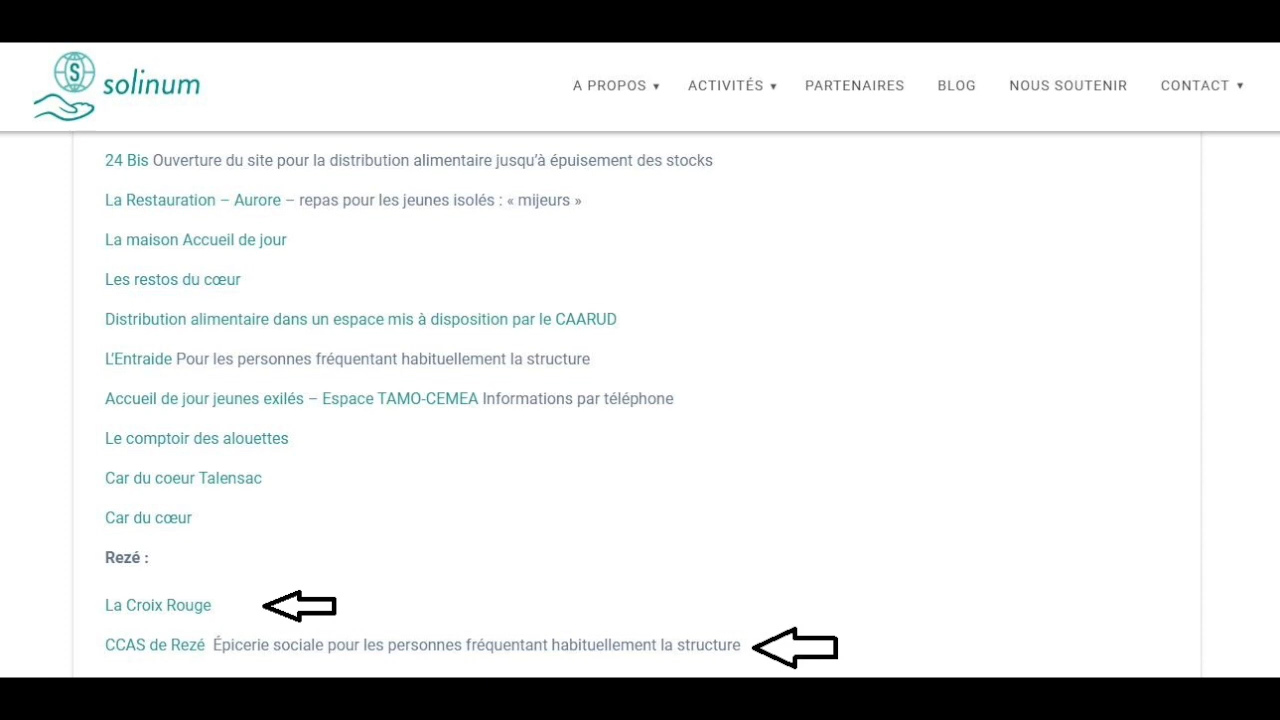 S
solinum
A PROPOS ▾ ACTIVITÉS ▾ PARTENAIRES BLOG NOUS SOUTENIR CONTACT ▾
24 Bis Ouverture du site pour la distribution alimentaire jusqu'à épuisement des stocks
La Restauration – Aurore – repas pour les jeunes isolés : « mijeurs »
La maison Accueil de jour
Les restos du cœur
Distribution alimentaire dans un espace mis à disposition par le CAARUD
L'Entraide Pour les personnes fréquentant habituellement la structure
Accueil de jour jeunes exilés – Espace TAMO-CEMEA Informations par téléphone
Le comptoir des alouettes
Car du coeur Talensac
Car du cœur
Rezé :
La Croix Rouge
CCAS de Rezé Épicerie sociale pour les personnes fréquentant habituellement la structure